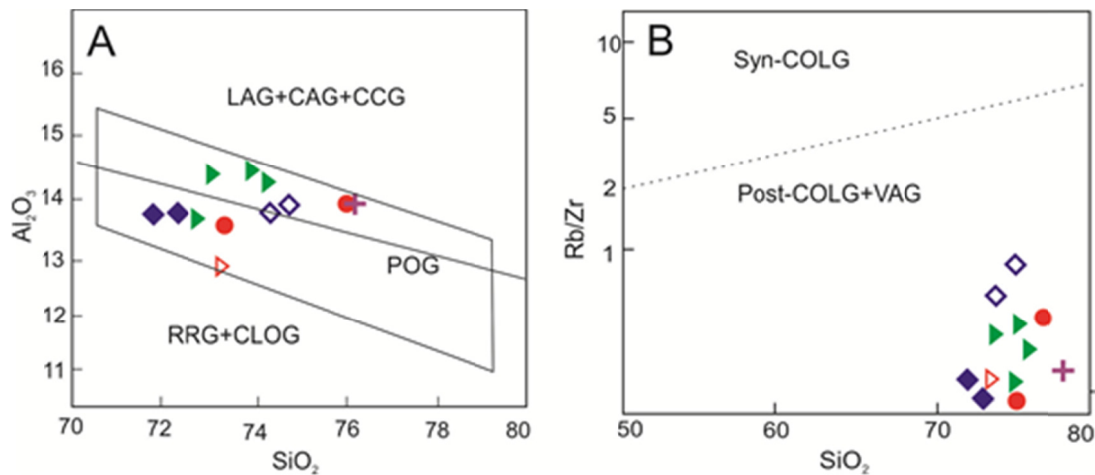 A
16
15
14
13
12
11
Al2O3
LAG+CAG+CCG
POG
RRG+CLOG
70 72 74 76 78 80
SiO2
B
10
5
2
1
Rb/Zr
Syn-COLG
Post-COLG+VAG
50 60 70 80
SiO2